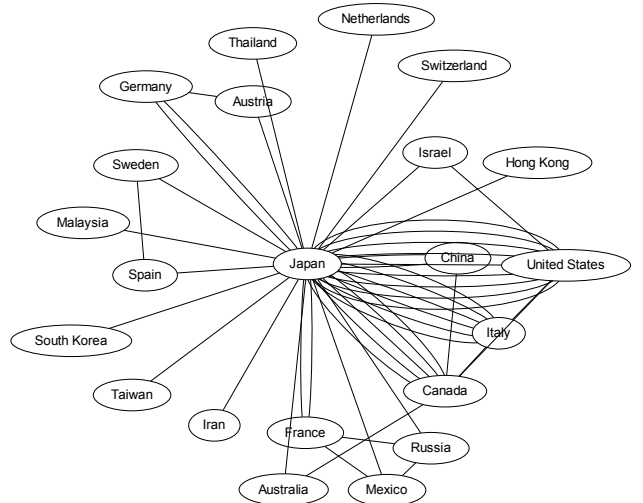 Netherlands
Thailand
Switzerland
Germany
Austria
Israel
Hong Kong
Sweden
Malaysia
China
Japan
United States
Spain
Italy
South Korea
Canada
Taiwan
Iran
France
Russia
Australia
Mexico